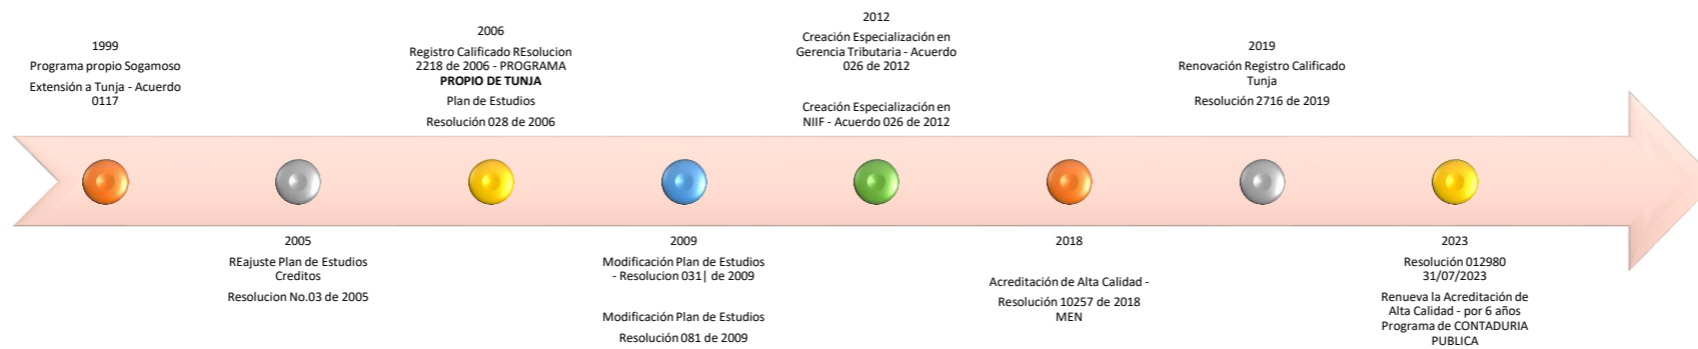 1999
Programa propio Sogamoso
Extensión a Tunja - Acuerdo
0117
2005
REajuste Plan de Estudios
Creditos
Resolucion No.03 de 2005
2006
Registro Calificado REsolucion
2218 de 2006 - PROGRAMA
PROPIO DE TUNJA
Plan de Estudios
Resolución 028 de 2006
2009
Modificación Plan de Estudios
- Resolucion 031| de 2009
Modificación Plan de Estudios
Resolución 081 de 2009
2012
Creación Especialización en
Gerencia Tributaria - Acuerdo
026 de 2012
Creación Especialización en
NIIF - Acuerdo 026 de 2012
2018
Acreditación de Alta Calidad -
Resolución 10257 de 2018
MEN
2019
Renovación Registro Calificado
Tunja
Resolución 2716 de 2019
2023
Resolución 012980
31/07/2023
Renueva la Acreditación de
Alta Calidad - por 6 años
Programa de CONTADURIA
PUBLICA